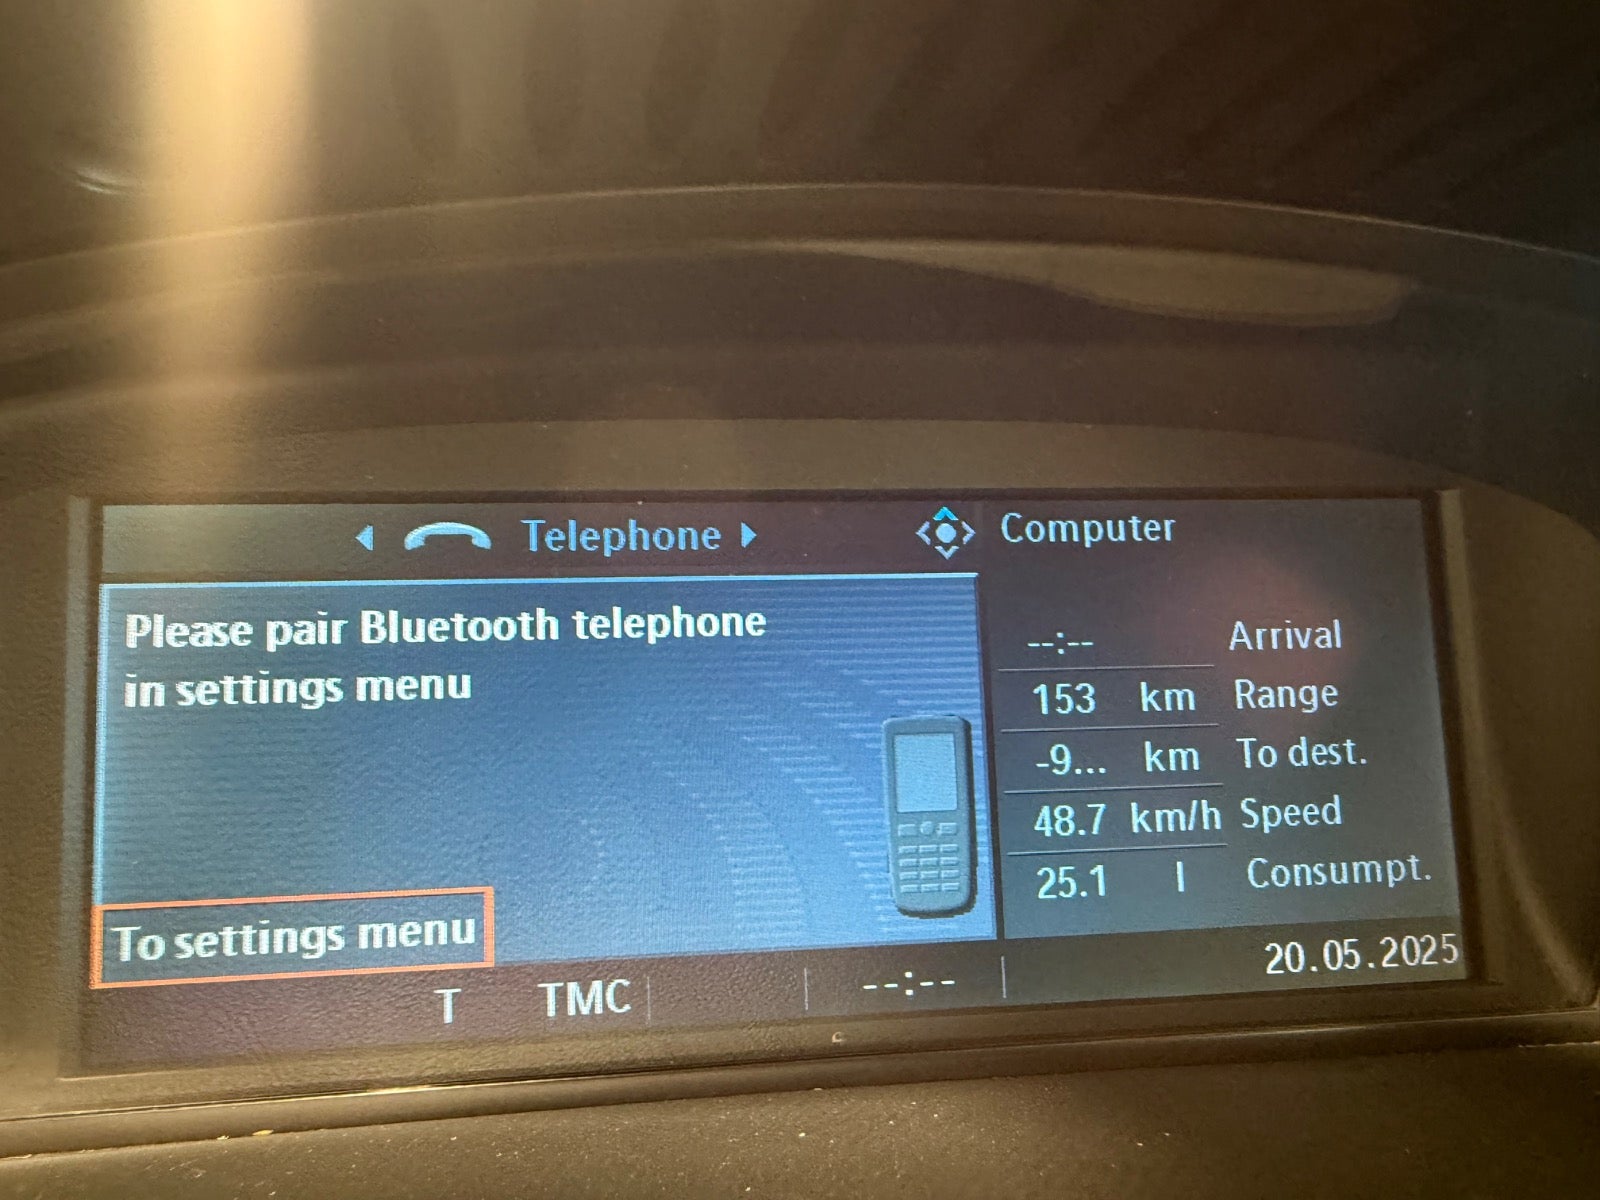 Telephone
Please pair Bluetooth telephone
in settings menu
To settings menu
T TMC --:--
Computer
--:-- Arrival
153 km Range
-9... km To dest.
48.7 km/h Speed
25.1 l Consumpt.
20.05.2025